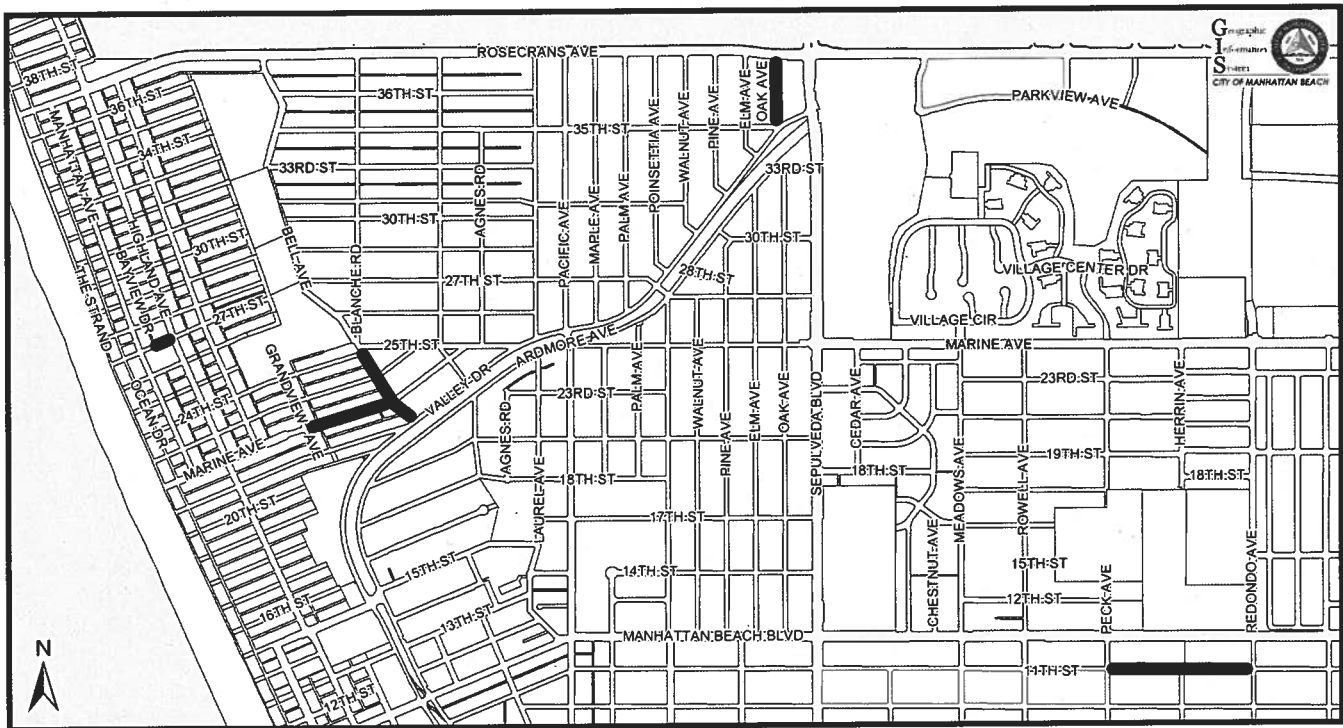 Geographic
Information
Systems
CITY OF MANHATTAN BEACH
ROSECRANS AVE
38TH ST
36TH ST
36TH ST
MANHATTAN AVE
34TH ST
PARKVIEW AVE
ELM AVE
OAK AVE
PINE AVE
35TH ST
WALNUT AVE
POINSETTIA AVE
33RD ST
33RD ST
AGNES RD
PALM AVE
MAPLE AVE
PACIFIC AVE
30TH ST
30TH ST
30TH ST
HIGHLAND AVE
BAYVIEW DR
THE STRAND
BELL AVE
BLANCHE RD
27TH ST
27TH ST
28TH ST
VILLAGE CENTER DR
VILLAGE CIR
25TH ST
ARDMORE AVE
MARINE AVE
GRANDVIEW AVE
OCEAN DR
24TH ST
VALLEY DR
23RD ST
PALM AVE
WALNUT AVE
PINE AVE
ELM AVE
OAK AVE
SEPULVEDA BLVD
CEDAR AVE
23RD ST
HERRIN AVE
MARINE AVE
AGNES RD
18TH ST
18TH ST
19TH ST
18TH ST
20TH ST
LAUREL AVE
17TH ST
CHESTNUT AVE
MEADOWS AVE
ROWELL AVE
15TH ST
14TH ST
15TH ST
PECK AVE
REDONDO AVE
16TH ST
13TH ST
12TH ST
MANHATTAN BEACH BLVD
11TH ST
12TH ST
N